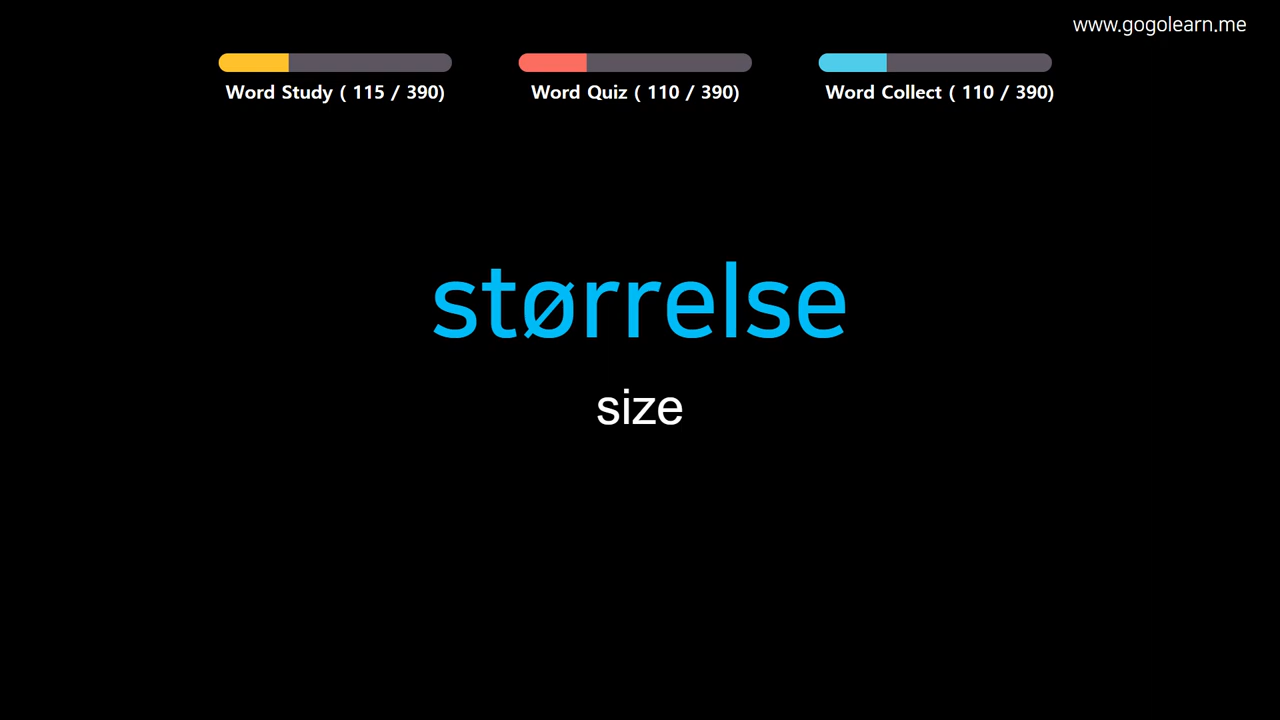 www.gogolearn.me
Word Study ( 115 / 390)
Word Quiz ( 110 / 390)
Word Collect ( 110 / 390)
størrelse
size